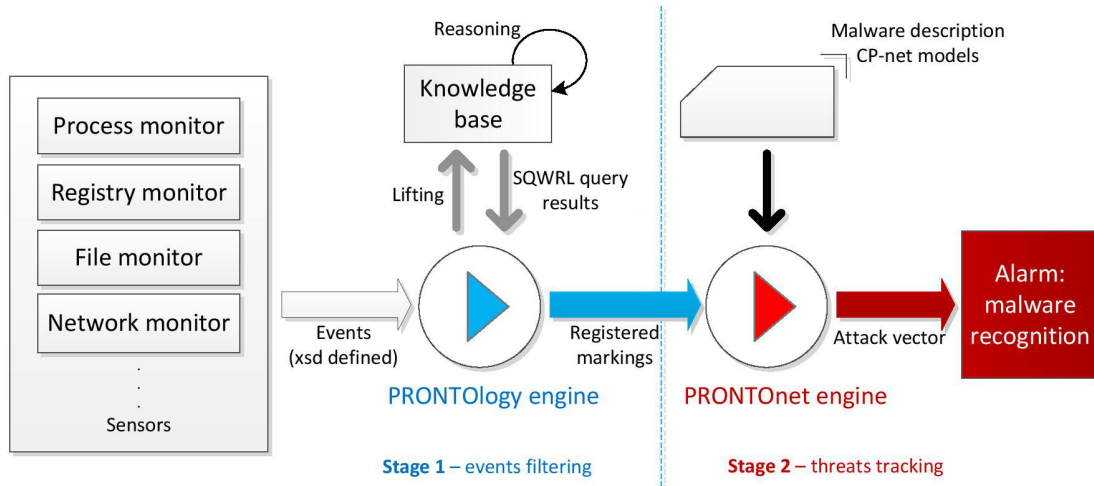 Process monitor
Registry monitor
File monitor
Network monitor
.
.
.
Sensors
Events
(xsd defined)
Reasoning
Knowledge
base
Lifting
SQWRL query
results
PRONTOlogy engine
Stage 1 – events filtering
Registered
markings
Malware description
CP-net models
PRONTOnet engine
Stage 2 – threats tracking
Attack vector
Alarm:
malware
recognition